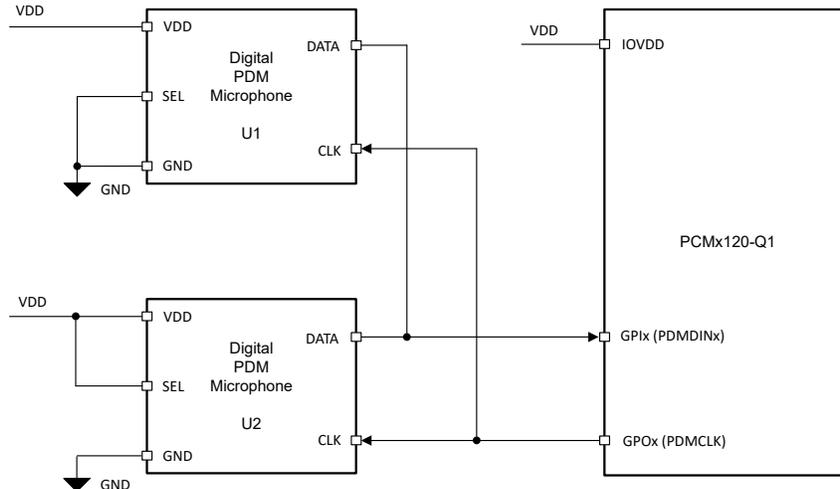 VDD
VDD
SEL
GND
GND
Digital
PDM
Microphone
U1
DATA
CLK
VDD
VDD
SEL
GND
GND
Digital
PDM
Microphone
U2
DATA
CLK
VDD
IOVDD
PCMx120-Q1
GPIx (PDMDINx)
GPOx (PDMCLK)